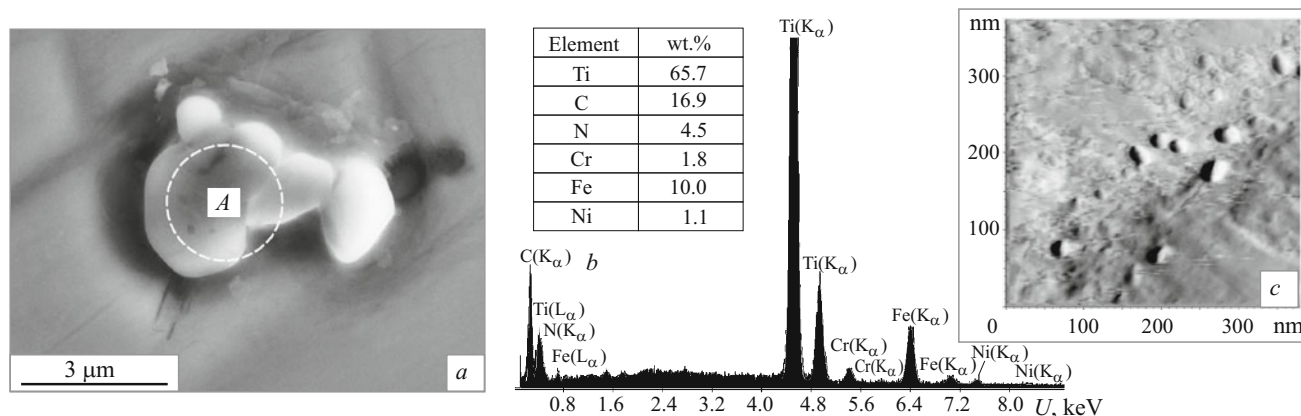 A
3 μm
a
Element wt.%
Ti 65.7
C 16.9
N 4.5
Cr 1.8
Fe 10.0
Ni 1.1
b
Ti(Kα)
C(Kα)
Ti(Lα)
N(Kα)
Fe(Lα)
Ti(Kα)
Cr(Kα)
Cr(Kα)
Fe(Kα)
Fe(Kα)
Ni(Kα)
Ni(Kα)
0.8 1.6 2.4 3.2 4.0 4.8 5.6 6.4 7.2 8.0 U, keV
nm
300
200
100
c
0 100 200 300 nm